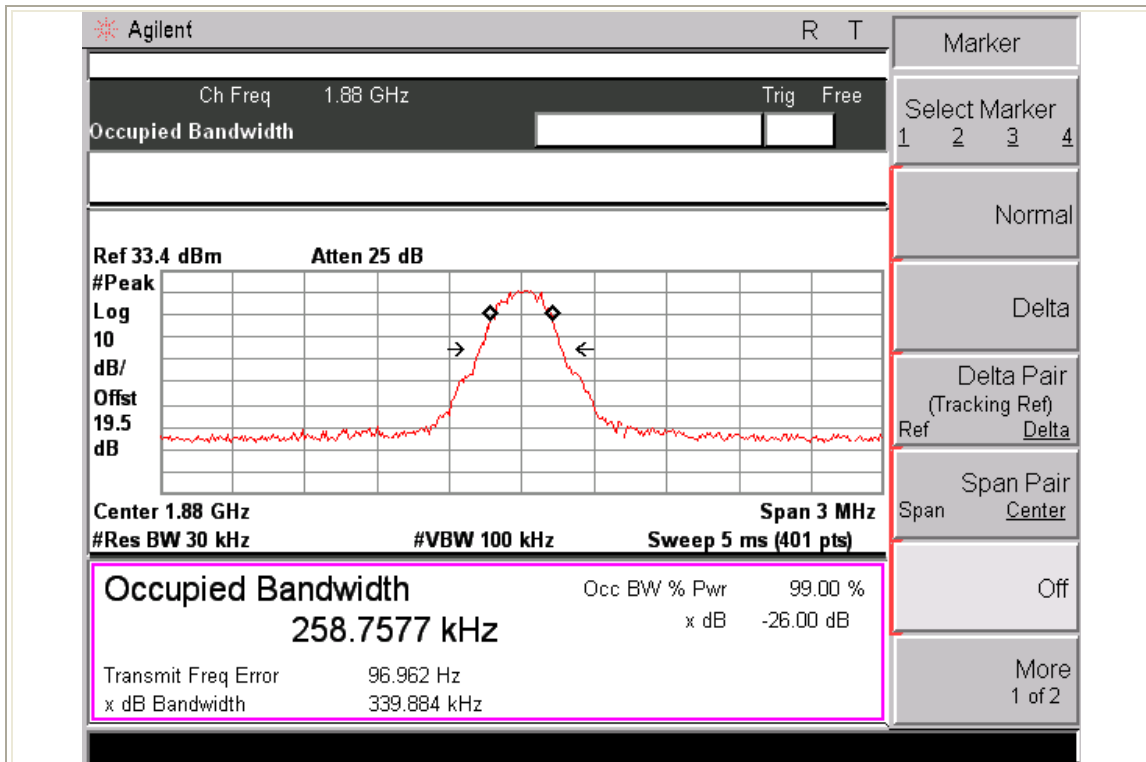 Agilent R T
Ch Freq 1.88 GHz Trig Free
Occupied Bandwidth
Ref 33.4 dBm Atten 25 dB
#Peak
Log
10
dB/
Offst
19.5
dB
Center 1.88 GHz Span 3 MHz
#Res BW 30 kHz #VBW 100 kHz Sweep 5 ms (401 pts)
Occupied Bandwidth
258.7577 kHz
Occ BW % Pwr 99.00 %
x dB -26.00 dB
Transmit Freq Error 96.962 Hz
x dB Bandwidth 339.884 kHz
Marker
Select Marker
1 2 3 4
Normal
Delta
Delta Pair
(Tracking Ref)
Ref Delta
Span Pair
Span Center
Off
More
1 of 2